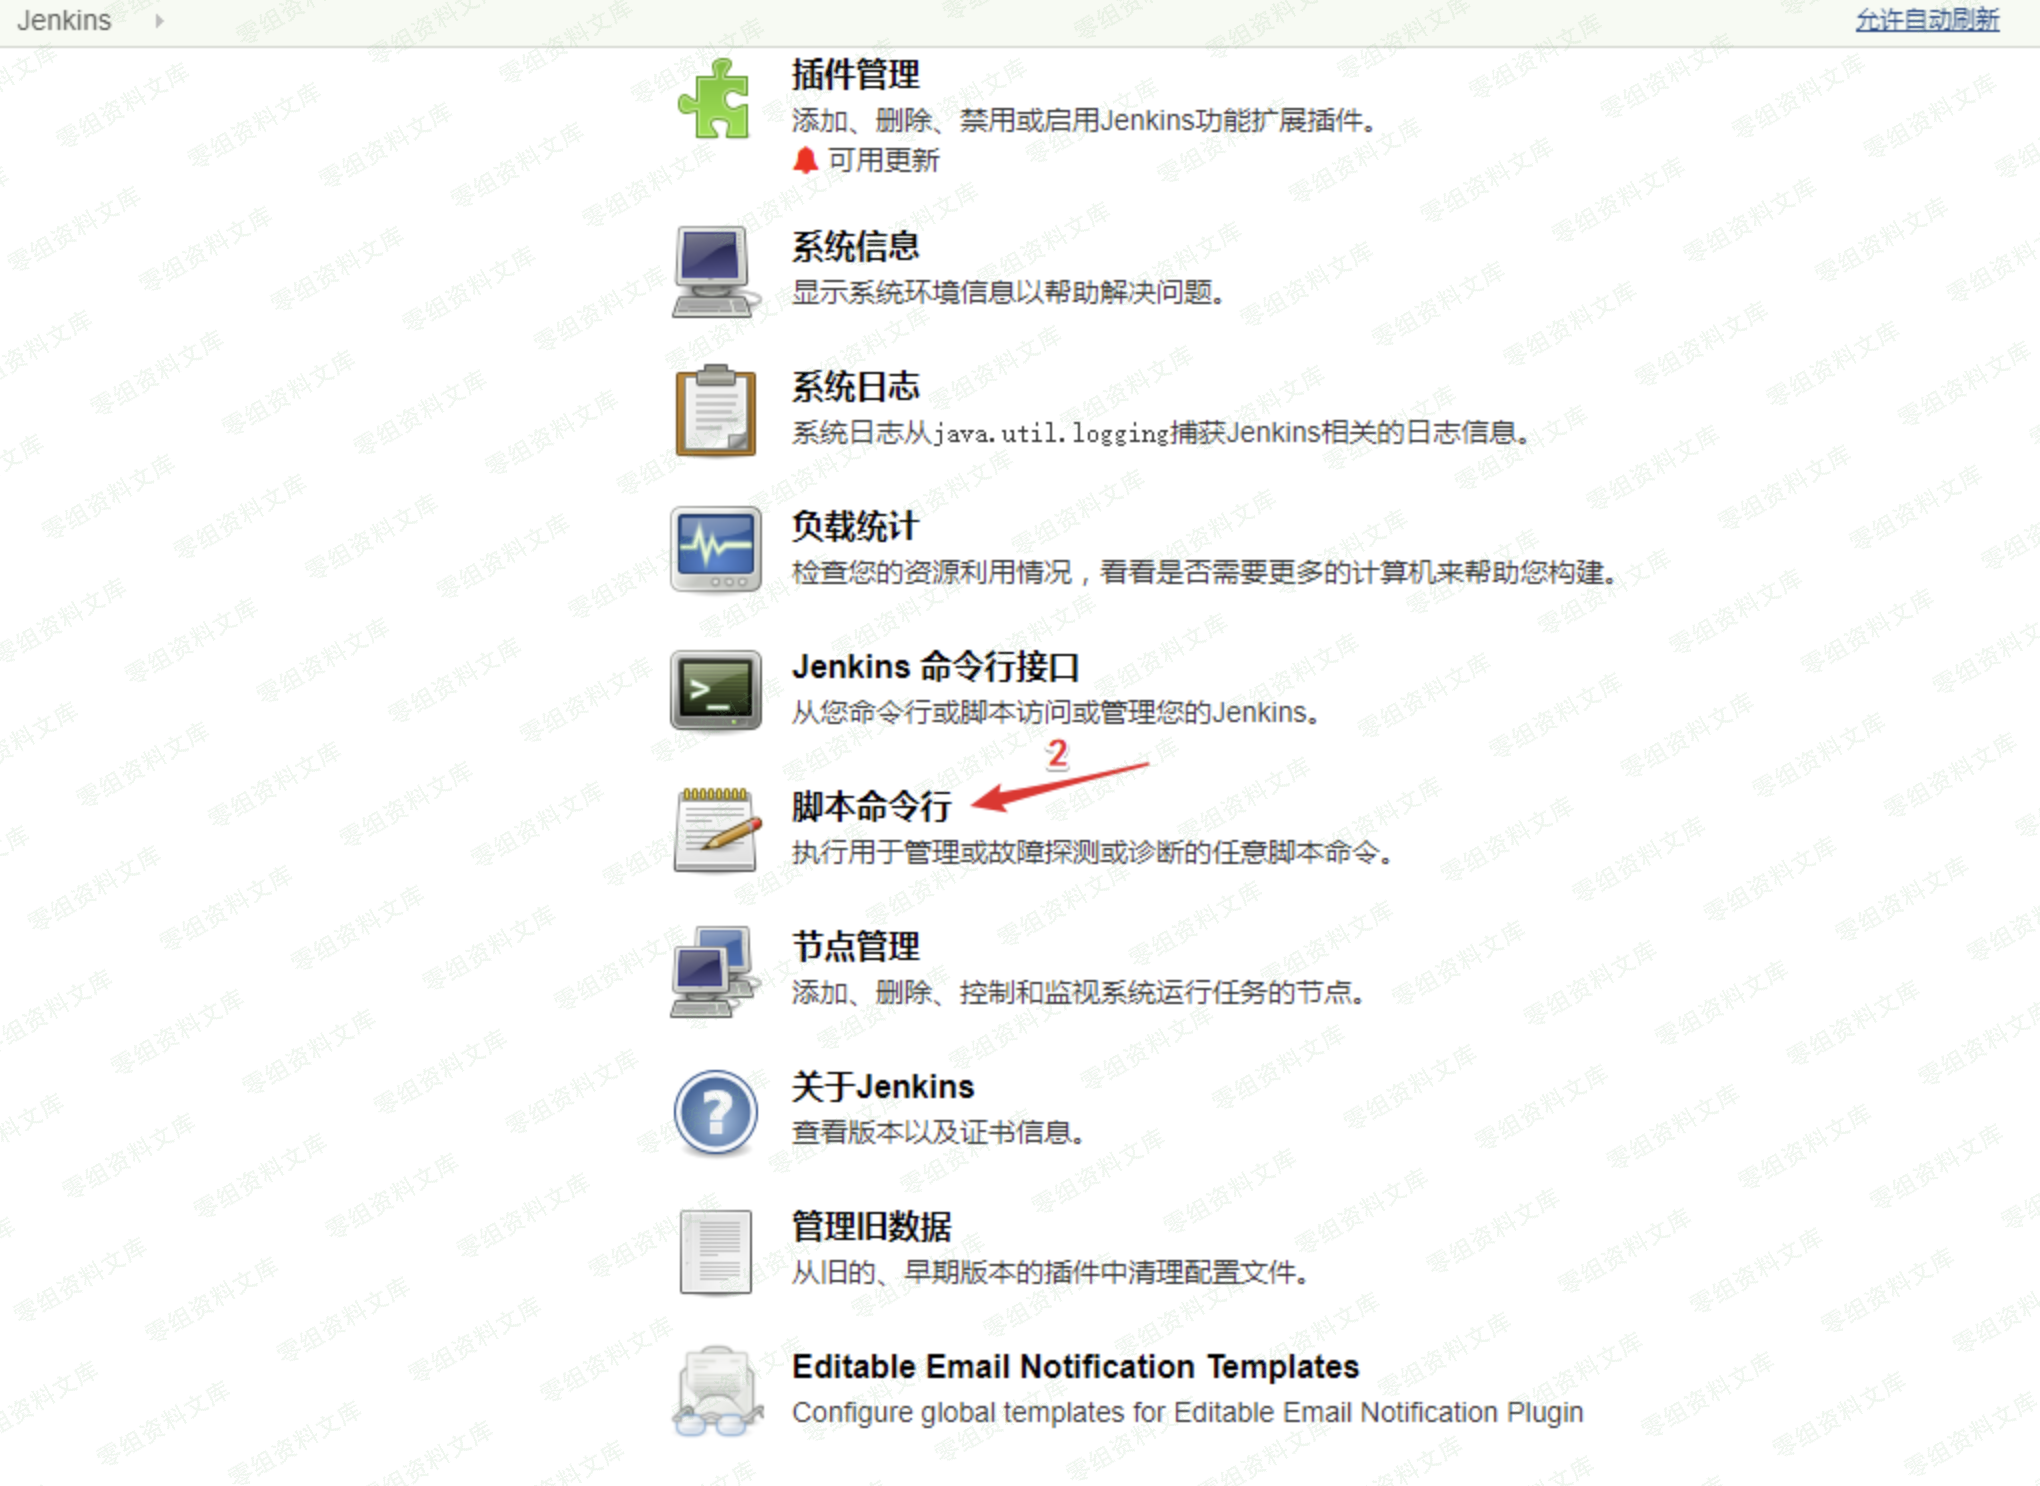 Jenkins
允许自动刷新
插件管理
添加、删除、禁用或启用Jenkins功能扩展插件。
可用更新
系统信息
显示系统环境信息以帮助解决问题。
系统日志
系统日志从java.util.logging捕获Jenkins相关的日志信息。
负载统计
检查您的资源利用情况，看看是否需要更多的计算机来帮助您构建。
Jenkins 命令行接口
从您命令行或脚本访问或管理您的Jenkins。
2
脚本命令行
执行用于管理或故障探测或诊断的任意脚本命令。
节点管理
添加、删除、控制和监视系统运行任务的节点。
关于Jenkins
查看版本以及证书信息。
管理旧数据
从旧的、早期版本的插件中清理配置文件。
Editable Email Notification Templates
Configure global templates for Editable Email Notification Plugin
零组资料文库